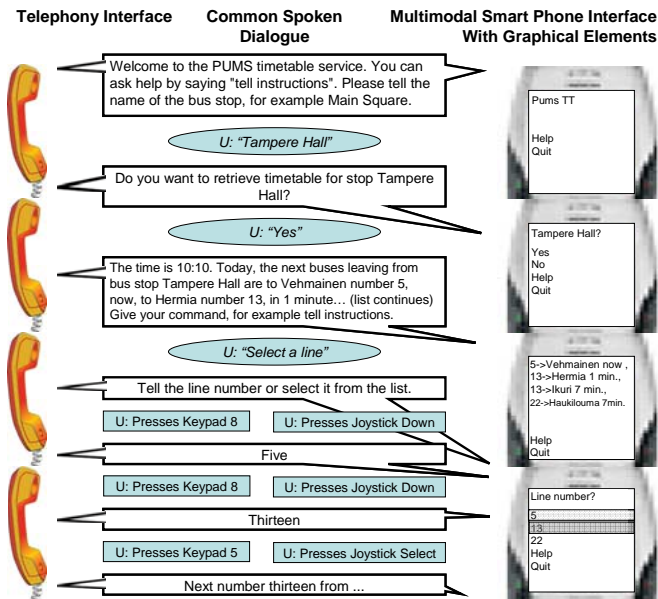 Telephony Interface
Common Spoken
Dialogue
Multimodal Smart Phone Interface
With Graphical Elements
Welcome to the PUMS timetable service. You can
ask help by saying "tell instructions". Please tell the
name of the bus stop, for example Main Square.
Pums TT
Help
Quit
U: “Tampere Hall”
Do you want to retrieve timetable for stop Tampere
Hall?
U: “Yes”
Tampere Hall?
Yes
No
Help
Quit
The time is 10:10. Today, the next buses leaving from
bus stop Tampere Hall are to Vehmainen number 5,
now, to Hermia number 13, in 1 minute… (list continues)
Give your command, for example tell instructions.
U: “Select a line”
5->Vehmainen now ,
13->Hermia 1 min.,
13->Ikuri 7 min.,
22->Haukilouma 7min.
Help
Quit
Tell the line number or select it from the list.
U: Presses Keypad 8
U: Presses Joystick Down
Five
U: Presses Keypad 8
U: Presses Joystick Down
Line number?
5
13
22
Help
Quit
Thirteen
U: Presses Keypad 5
U: Presses Joystick Select
Next number thirteen from ...